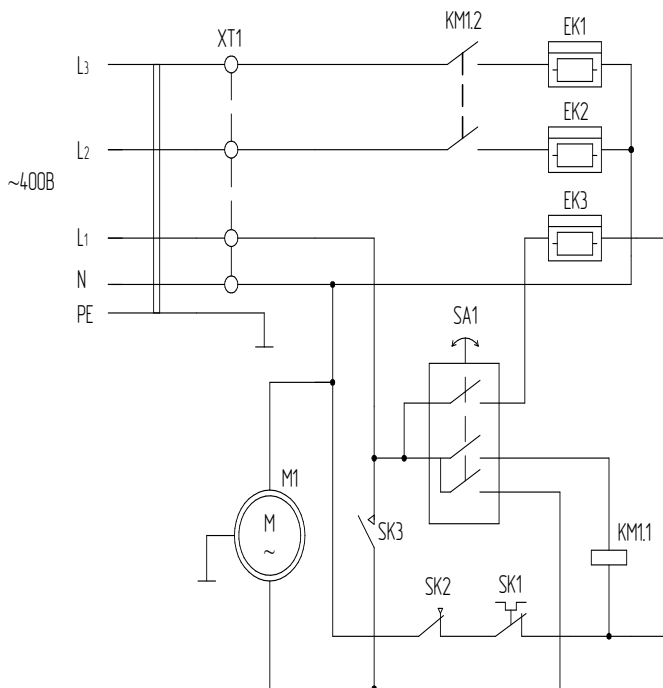 KM1.2
EK1
XT1
L3
EK2
L2
~400В
EK3
L1
N
PE
SA1
M1
M
~
SK3
KM1.1
SK2
SK1